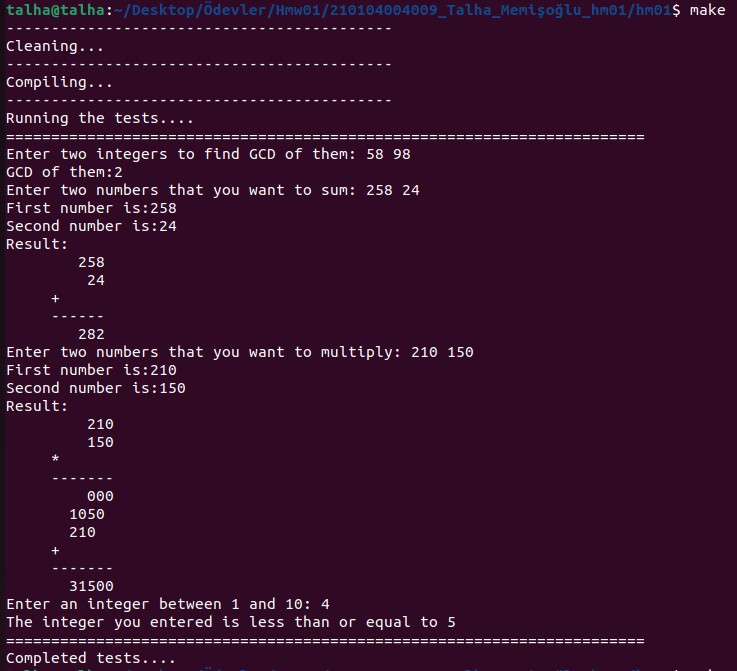 talha@talha:~/Desktop/Ödevler/Hmw01/210104004009_Talha_Memişoğlu_hm01/hm01$ make
-------------------------------------------
Cleaning...
-------------------------------------------
Compiling...
-------------------------------------------
Running the tests....
=======================================================================
Enter two integers to find GCD of them: 58 98
GCD of them:2
Enter two numbers that you want to sum: 258 24
First number is:258
Second number is:24
Result:
        258
         24
     +
     ------
        282
Enter two numbers that you want to multiply: 210 150
First number is:210
Second number is:150
Result:
         210
         150
     *
     -------
         000
       1050
       210
     +
     -------
       31500
Enter an integer between 1 and 10: 4
The integer you entered is less than or equal to 5
=======================================================================
Completed tests....